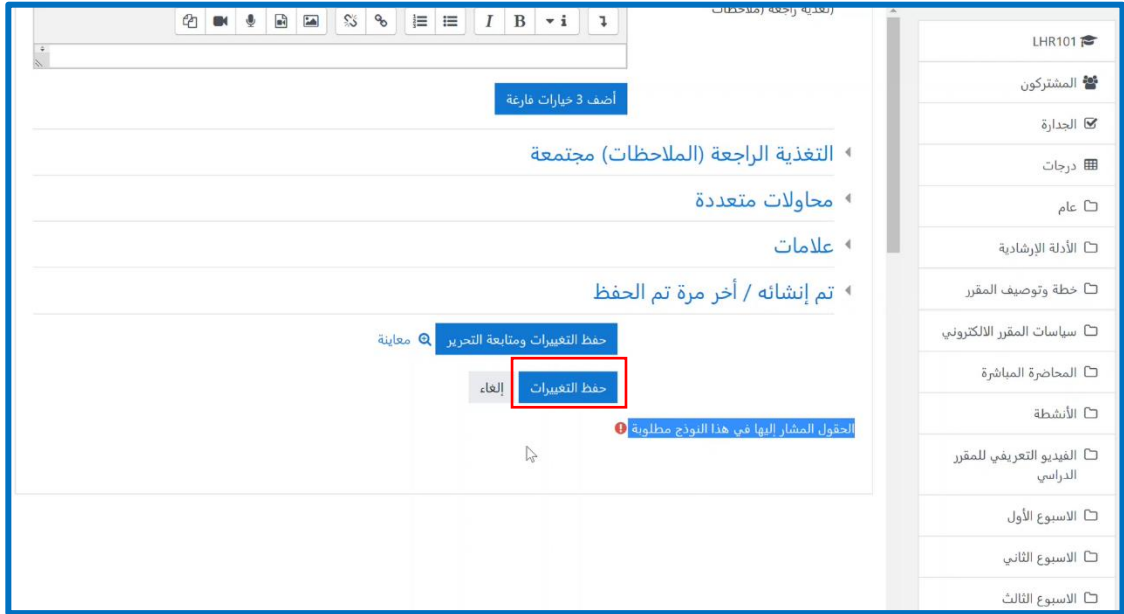 تغذية راجعة (ملاحظات)
I B i
أضف 3 خيارات فارغة
التغذية الراجعة (الملاحظات) مجتمعة
محاولات متعددة
علامات
تم إنشائه / أخر مرة تم الحفظ
حفظ التغييرات ومتابعة التحرير معاينة
حفظ التغييرات إلغاء
الحقول المشار إليها في هذا النوذج مطلوبة
LHR101
المشتركون
الجدارة
درجات
عام
الأدلة الإرشادية
خطة وتوصيف المقرر
سياسات المقرر الالكتروني
المحاضرة المباشرة
الأنشطة
الفيديو التعريفي للمقرر
الدراسي
الاسبوع الأول
الاسبوع الثاني
الاسبوع الثالث